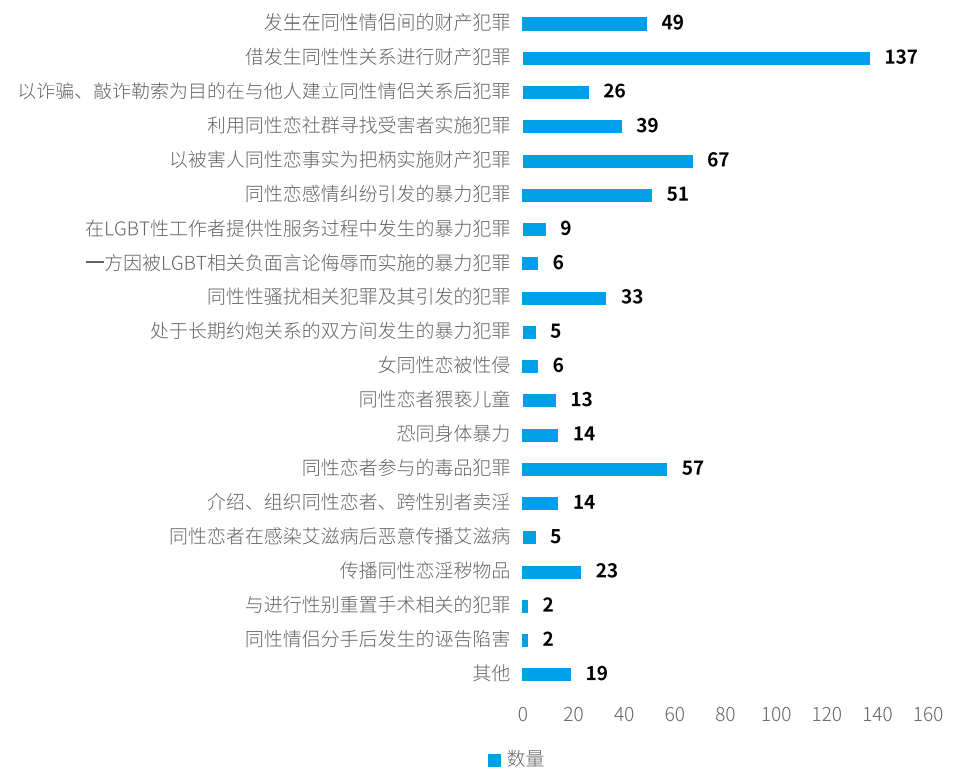 发生在同性情侣间的财产犯罪 49
借发生同性性关系进行财产犯罪 137
以诈骗、敲诈勒索为目的在与他人建立同性情侣关系后犯罪 26
利用同性恋社群寻找受害者实施犯罪 39
以被害人同性恋事实为把柄实施财产犯罪 67
同性恋感情纠纷引发的暴力犯罪 51
在LGBT性工作者提供性服务过程中发生的暴力犯罪 9
一方因被LGBT相关负面言论侮辱而实施的暴力犯罪 6
同性性骚扰相关犯罪及其引发的犯罪 33
处于长期约炮关系的双方间发生的暴力犯罪 5
女同性恋被性侵 6
同性恋者猥亵儿童 13
恐同身体暴力 14
同性恋者参与的毒品犯罪 57
介绍、组织同性恋者、跨性别者卖淫 14
同性恋者在感染艾滋病后恶意传播艾滋病 5
传播同性恋淫秽物品 23
与进行性别重置手术相关的犯罪 2
同性情侣分手后发生的诬告陷害 2
其他 19
0 20 40 60 80 100 120 140 160
数量